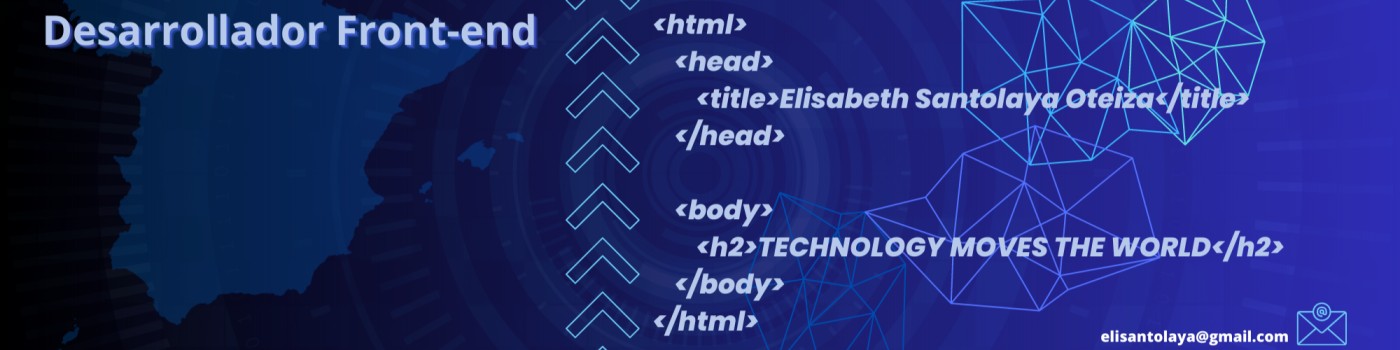 Desarrollador Front-end
<html>
<head>
<title>Elisabeth Santolaya Oteiza</title>
</head>
<body>
<h2>TECHNOLOGY MOVES THE WORLD</h2>
</body>
</html>
elisantolaya@gmail.com
@